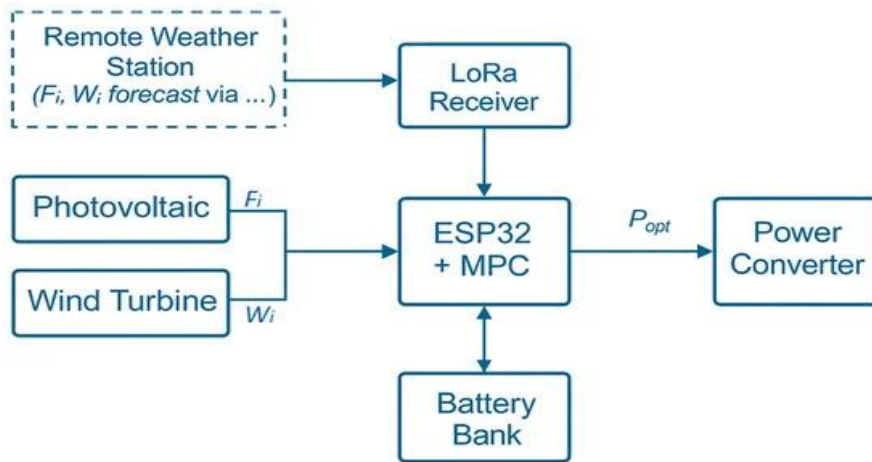 Remote Weather
Station
(Fᵢ, Wᵢ forecast via ...)
LoRa
Receiver
Photovoltaic
Fᵢ
Wind Turbine
Wᵢ
ESP32
+ MPC
Pₒₚₜ
Power
Converter
Battery
Bank